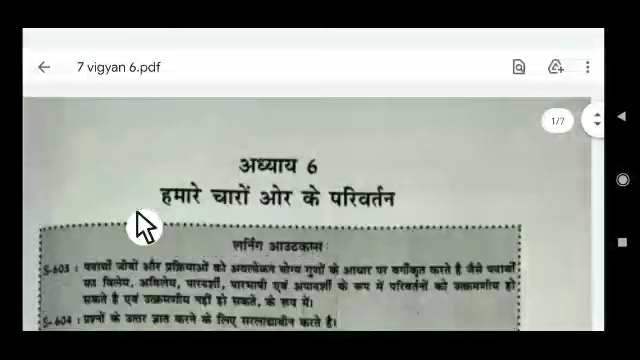 7 vigyan 6.pdf
1/7
अध्याय 6
हमारे चारों ओर के परिवर्तन
लर्निंग आउटकम्स:
S-603 : पदार्थों जीवों और प्रक्रियाओं को अवलोकन योग्य गुणों के आधार पर वर्गीकृत करते है जैसे पदार्थों
का विलेय, अविलेय, पारदर्शी, पारभासी एवं अपारदर्शी के रूप में परिवर्तनों को उत्क्रमणीय हो
सकते है एवं उत्क्रमणीय नहीं हो सकते, के रूप में।
S-604 : प्रश्नों के उत्तर ज्ञात करने के लिए सरल करते है।